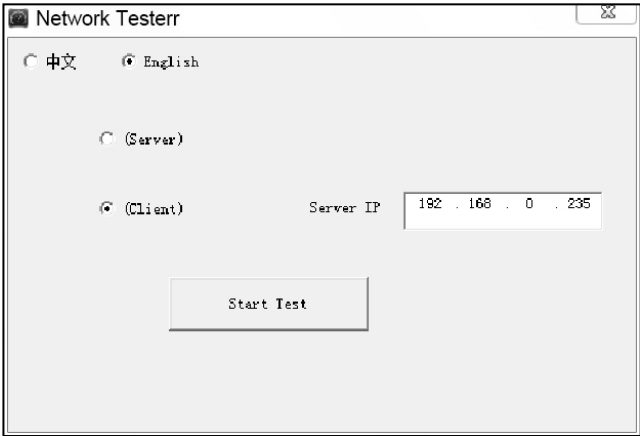 Network Testerr
中文 English
(Server)
(Client) Server IP 192 . 168 . 0 . 235
Start Test